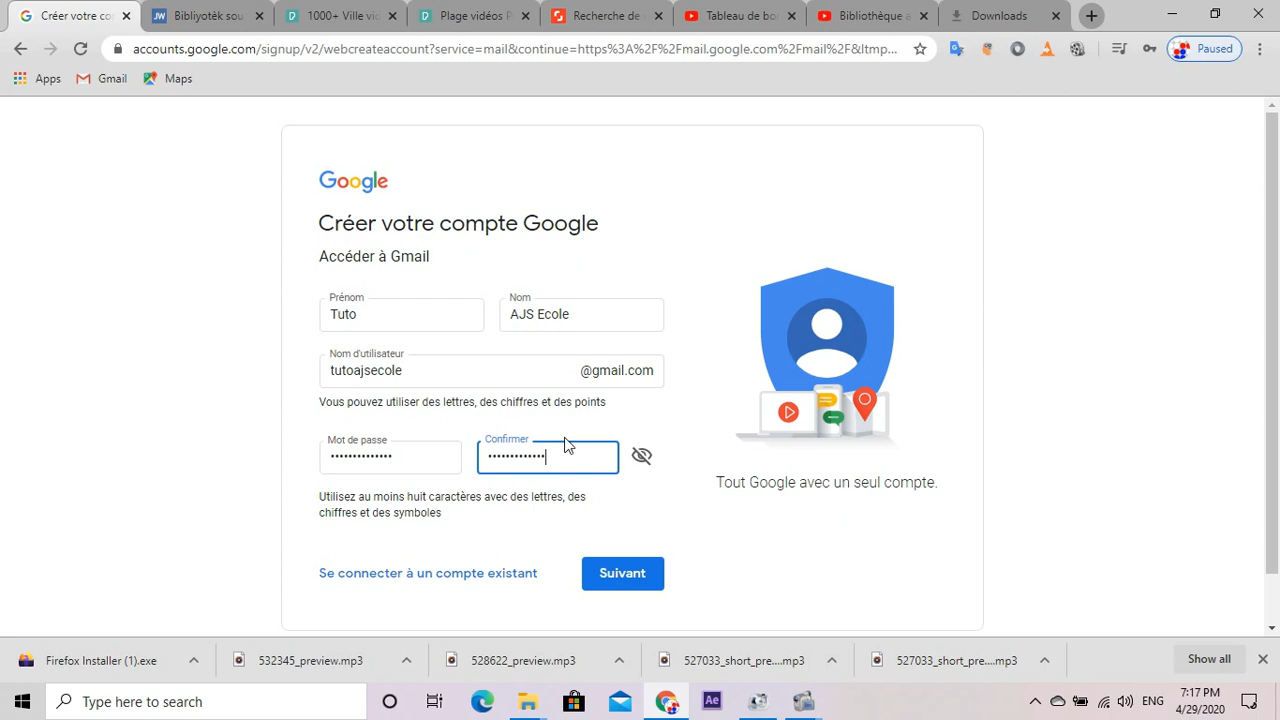 Créer votre co
Bibliyotèk sou
1000+ Ville vid
Plage vidéos P
Recherche de
Tableau de bo
Bibliothèque a
Downloads
accounts.google.com/signup/v2/webcreateaccount?service=mail&continue=https%3A%2F%2Fmail.google.com%2Fmail%2F&ltmp...
Paused
Apps
Gmail
Maps
Google
Créer votre compte Google
Accéder à Gmail
Prénom
Nom
Tuto
AJS Ecole
Nom d'utilisateur
tutoajsecole
@gmail.com
Vous pouvez utiliser des lettres, des chiffres et des points
Mot de passe
Confirmer
••••••••••••••
•••••••••••••
Utilisez au moins huit caractères avec des lettres, des
chiffres et des symboles
Se connecter à un compte existant
Suivant
Tout Google avec un seul compte.
Firefox Installer (1).exe
532345_preview.mp3
528622_preview.mp3
527033_short_pre....mp3
527033_short_pre....mp3
Show all
Type here to search
Ae
ENG
7:17 PM
4/29/2020